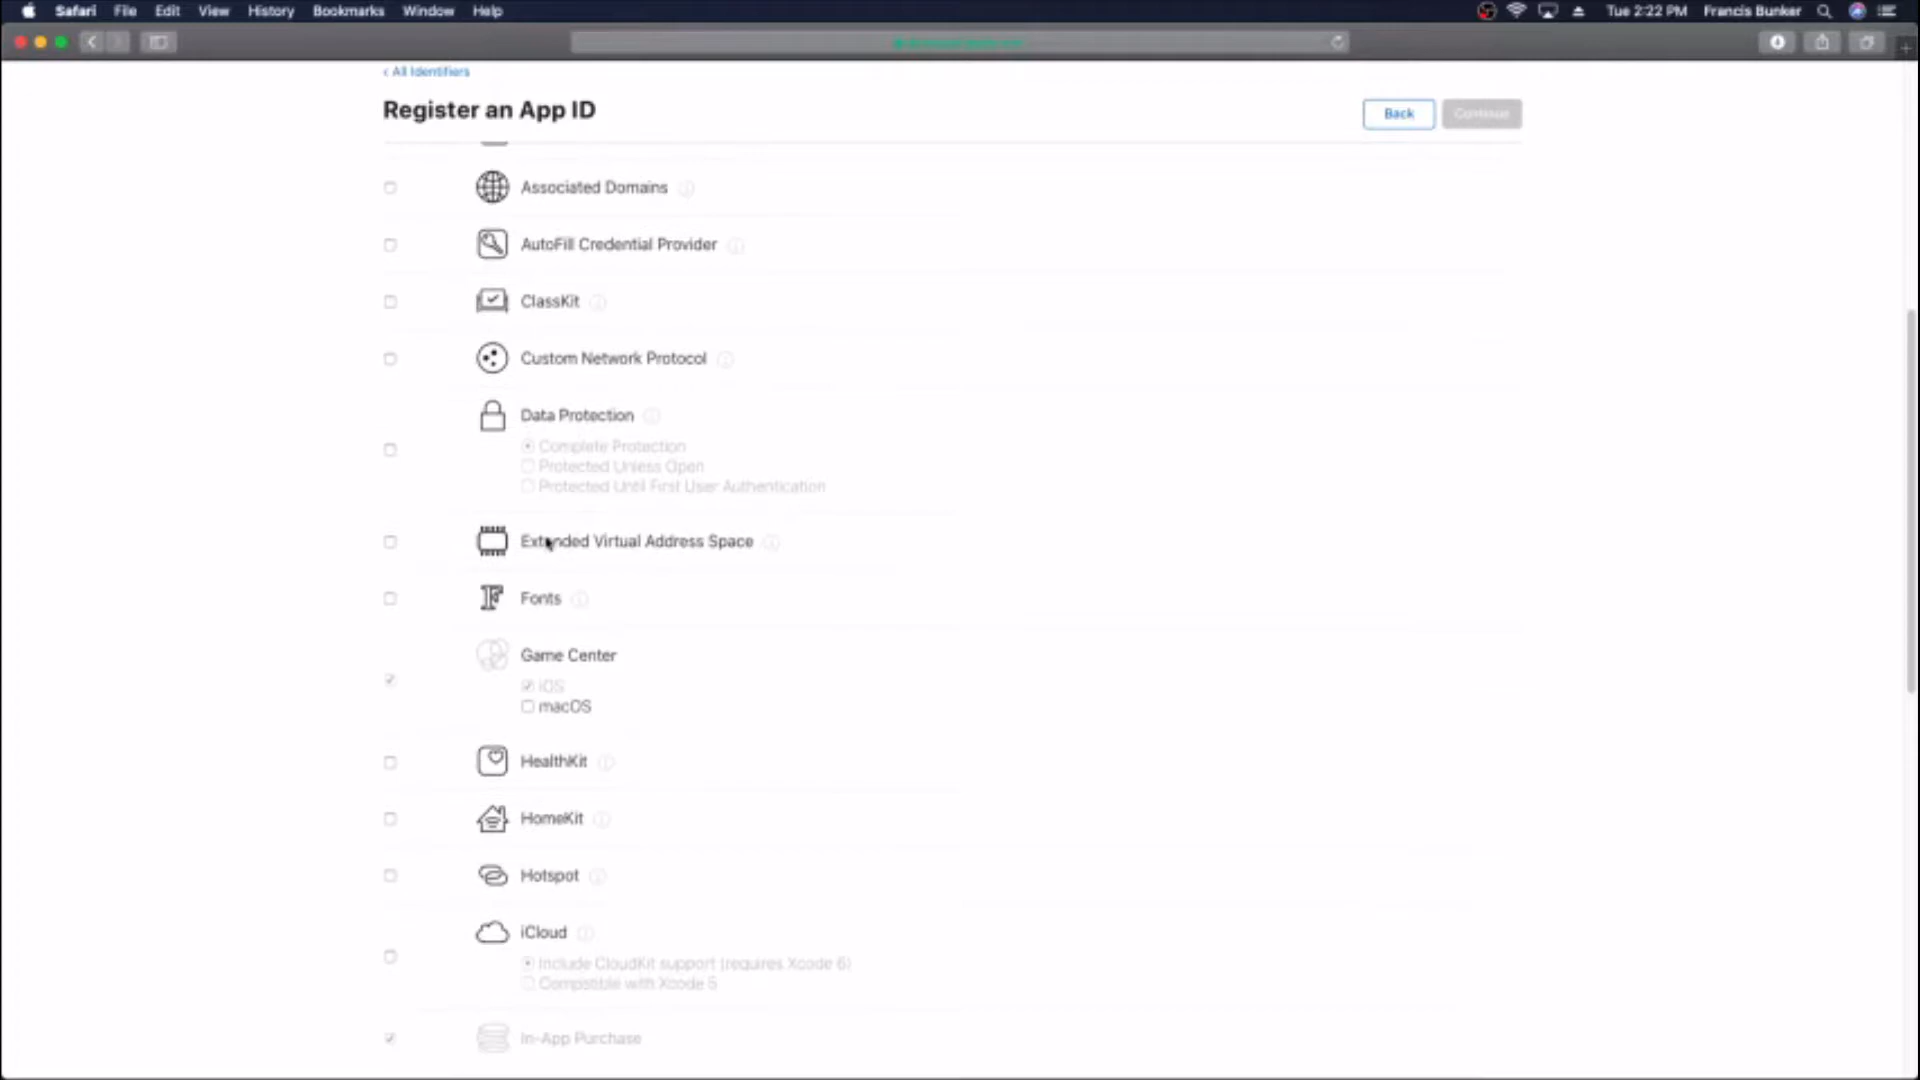 Safari File Edit View History Bookmarks Window Help
Tue 2:22 PM Francis Bunker
‹ All Identifiers
Register an App ID
Back
Continue
Associated Domains
AutoFill Credential Provider
ClassKit
Custom Network Protocol
Data Protection
Complete Protection
Protected Unless Open
Protected Until First User Authentication
Extended Virtual Address Space
Fonts
Game Center
iOS
macOS
HealthKit
HomeKit
Hotspot
iCloud
Include CloudKit support (requires Xcode 6)
Compatible with Xcode 5
In-App Purchase